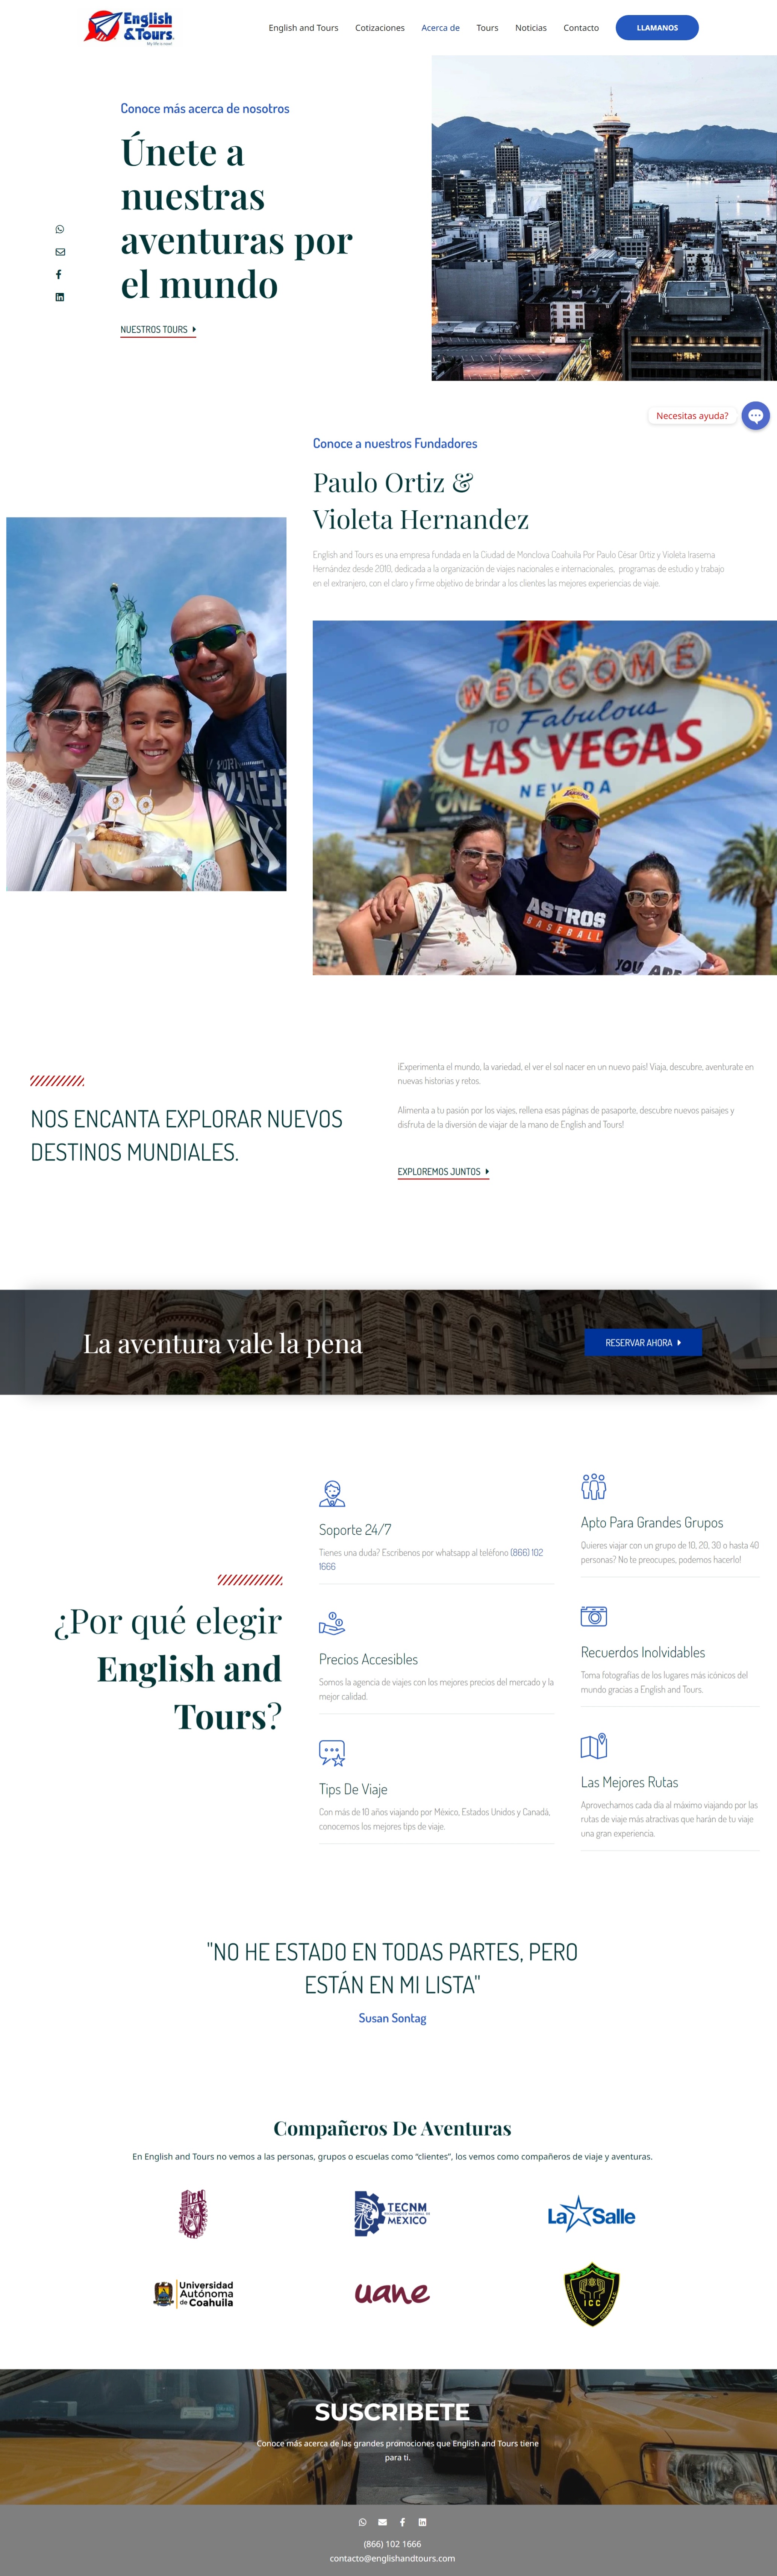 English
&Tours.
My life is now!
English and Tours
Cotizaciones
Acerca de
Tours
Noticias
Contacto
LLAMANOS
Conoce más acerca de nosotros
Únete a
nuestras
aventuras por
el mundo
NUESTROS TOURS
Necesitas ayuda?
Conoce a nuestros Fundadores
Paulo Ortiz &
Violeta Hernandez
English and Tours es una empresa fundada en la Ciudad de Monclova Coahuila Por Paulo César Ortiz y Violeta Irasema
Hernández desde 2010, dedicada a la organización de viajes nacionales e internacionales, programas de estudio y trabajo
en el extranjero, con el claro y firme objetivo de brindar a los clientes las mejores experiencias de viaje.
WELCOME
TO Fabulous
LAS VEGAS
NEVADA
ASTROS
BASEBALL
YOU ARE
¡Experimenta el mundo, la variedad, el ver el sol nacer en un nuevo país! Viaja, descubre, aventurate en
nuevas historias y retos.
NOS ENCANTA EXPLORAR NUEVOS
DESTINOS MUNDIALES.
Alimenta a tu pasión por los viajes, rellena esas páginas de pasaporte, descubre nuevos paisajes y
disfruta de la diversión de viajar de la mano de English and Tours!
EXPLOREMOS JUNTOS
La aventura vale la pena
RESERVAR AHORA
¿Por qué elegir
English and
Tours?
Soporte 24/7
Tienes una duda? Escríbenos por whatsapp al teléfono (866) 102
1666
Apto Para Grandes Grupos
Quieres viajar con un grupo de 10, 20, 30 o hasta 40
personas? No te preocupes, podemos hacerlo!
Precios Accesibles
Somos la agencia de viajes con los mejores precios del mercado y la
mejor calidad.
Recuerdos Inolvidables
Toma fotografías de los lugares más icónicos del
mundo gracias a English and Tours.
Tips De Viaje
Con más de 10 años viajando por México, Estados Unidos y Canadá,
conocemos los mejores tips de viaje.
Las Mejores Rutas
Aprovechamos cada día al máximo viajando por las
rutas de viaje más atractivas que harán de tu viaje
una gran experiencia.
"NO HE ESTADO EN TODAS PARTES, PERO
ESTÁN EN MI LISTA"
Susan Sontag
Compañeros De Aventuras
En English and Tours no vemos a las personas, grupos o escuelas como “clientes”, los vemos como compañeros de viaje y aventuras.
IPN
TECNM
MÉXICO
La Salle
Universidad
Autónoma
de Coahuila
uane
ICC
SUSCRIBETE
Conoce más acerca de las grandes promociones que English and Tours tiene
para ti.
(866) 102 1666
contacto@englishandtours.com